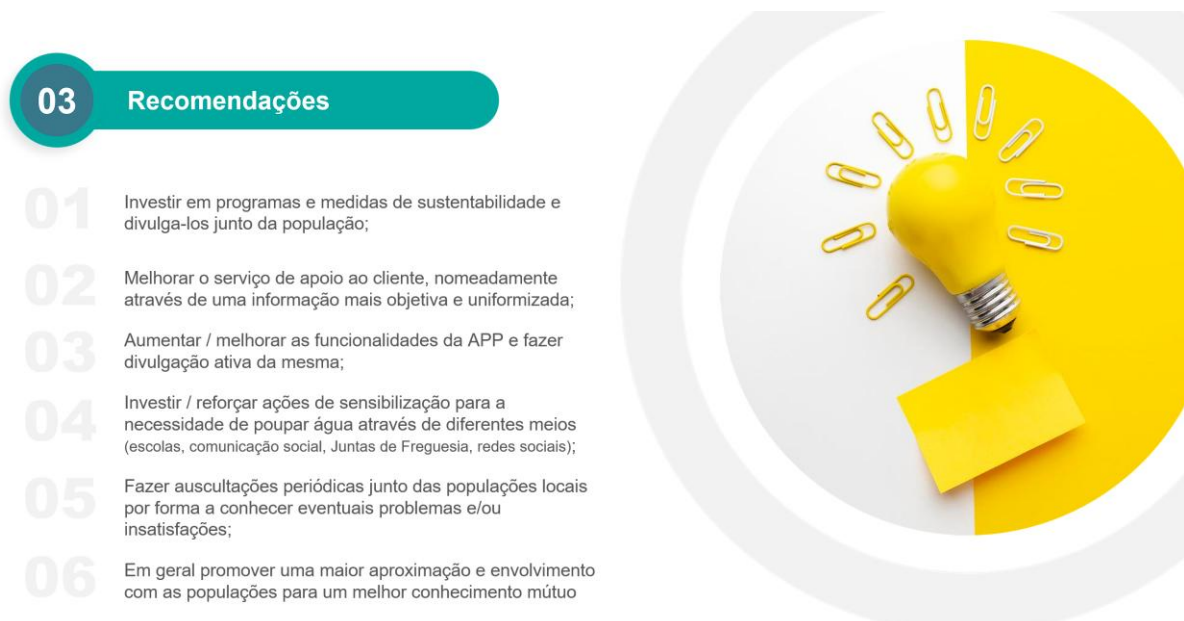 03
Recomendações
01
Investir em programas e medidas de sustentabilidade e
divulga-los junto da população;
02
Melhorar o serviço de apoio ao cliente, nomeadamente
através de uma informação mais objetiva e uniformizada;
03
Aumentar / melhorar as funcionalidades da APP e fazer
divulgação ativa da mesma;
04
Investir / reforçar ações de sensibilização para a
necessidade de poupar água através de diferentes meios
(escolas, comunicação social, Juntas de Freguesia, redes sociais);
05
Fazer auscultações periódicas junto das populações locais
por forma a conhecer eventuais problemas e/ou
insatisfações;
06
Em geral promover uma maior aproximação e envolvimento
com as populações para um melhor conhecimento mútuo